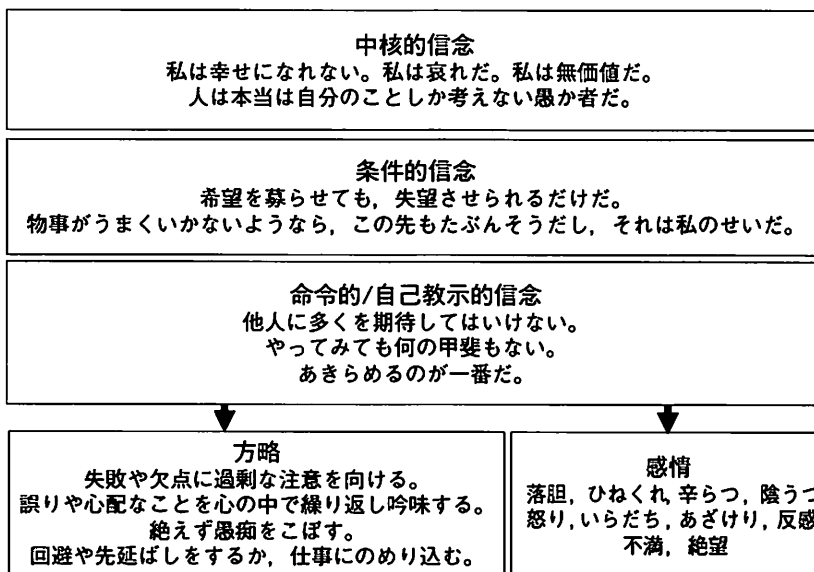 中核的信念
私は幸せになれない。私は哀れだ。私は無価値だ。
人は本当は自分のことしか考えない愚か者だ。
条件的信念
希望を募らせても，失望させられるだけだ。
物事がうまくいかないようなら，この先もたぶんそうだし，それは私のせいだ。
命令的/自己教示的信念
他人に多くを期待してはいけない。
やってみても何の甲斐もない。
あきらめるのが一番だ。
方略
失敗や欠点に過剰な注意を向ける。
誤りや心配なことを心の中で繰り返し吟味する。
絶えず愚痴をこぼす。
回避や先延ばしをするか，仕事にのめり込む。
感情
落胆，ひねくれ，辛らつ，陰うつ
怒り，いらだち，あざけり，反感
不満，絶望